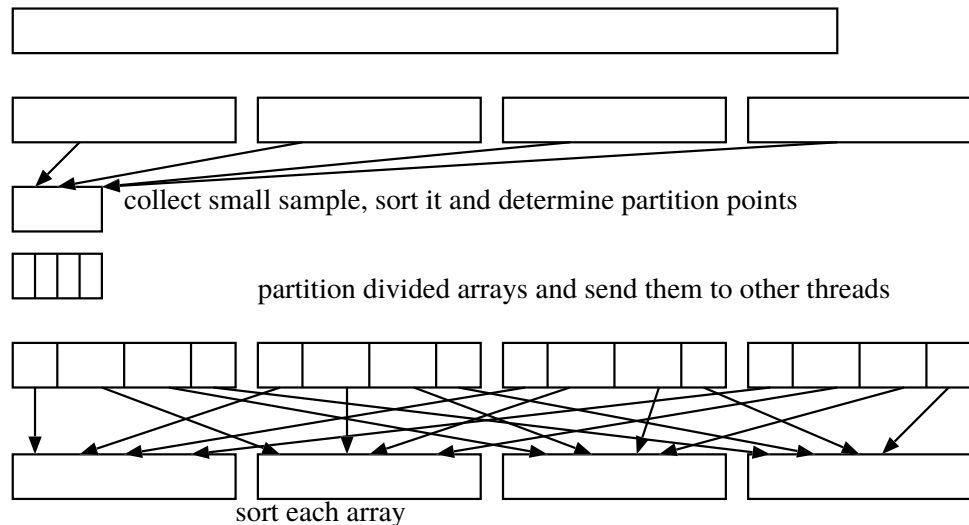 collect small sample, sort it and determine partition points
partition divided arrays and send them to other threads
sort each array